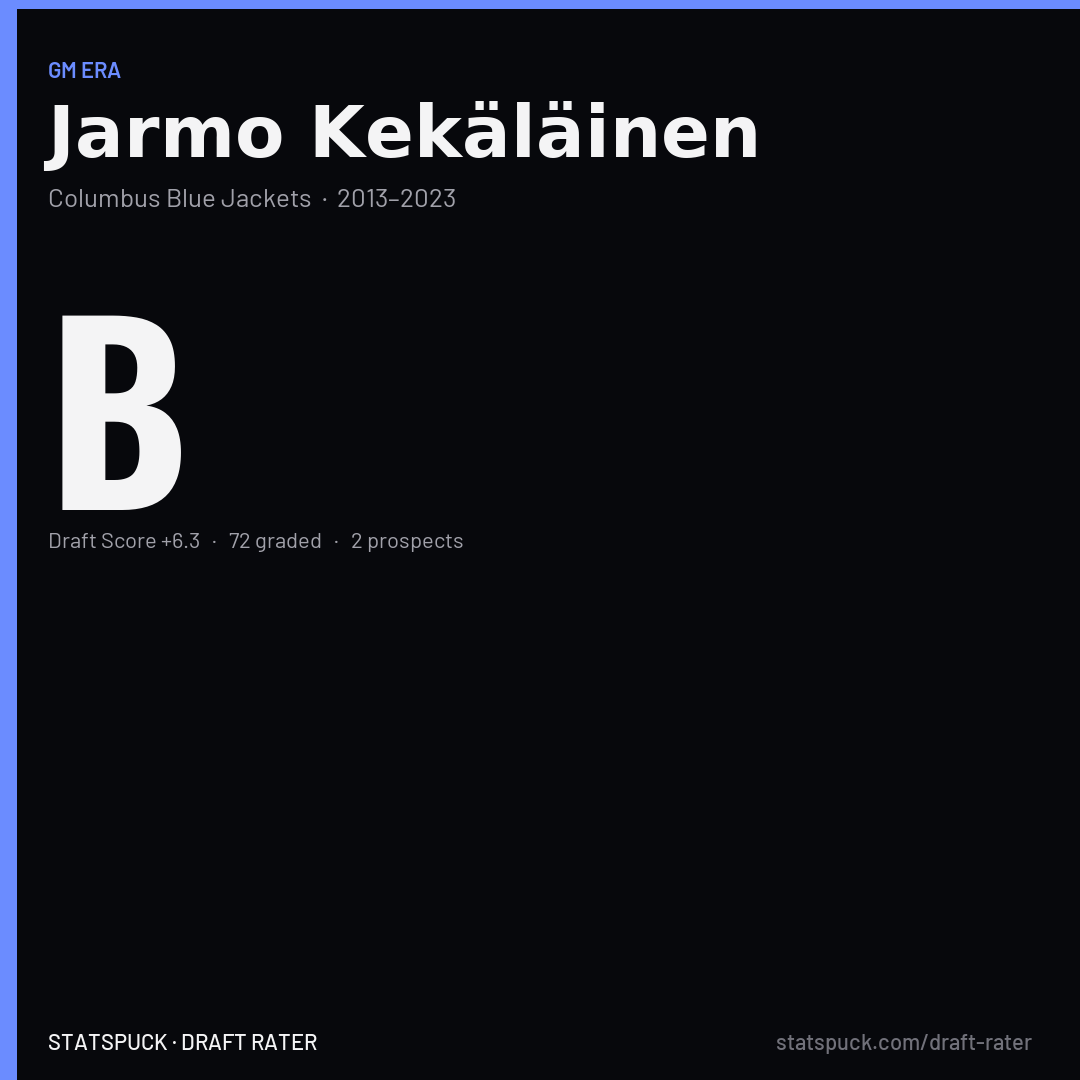 GM ERA
Jarmo Kekäläinen
Columbus Blue Jackets · 2013–2023
B
Draft Score +6.3 · 72 graded · 2 prospects
STATSPUCK · DRAFT RATER
statspuck.com/draft-rater